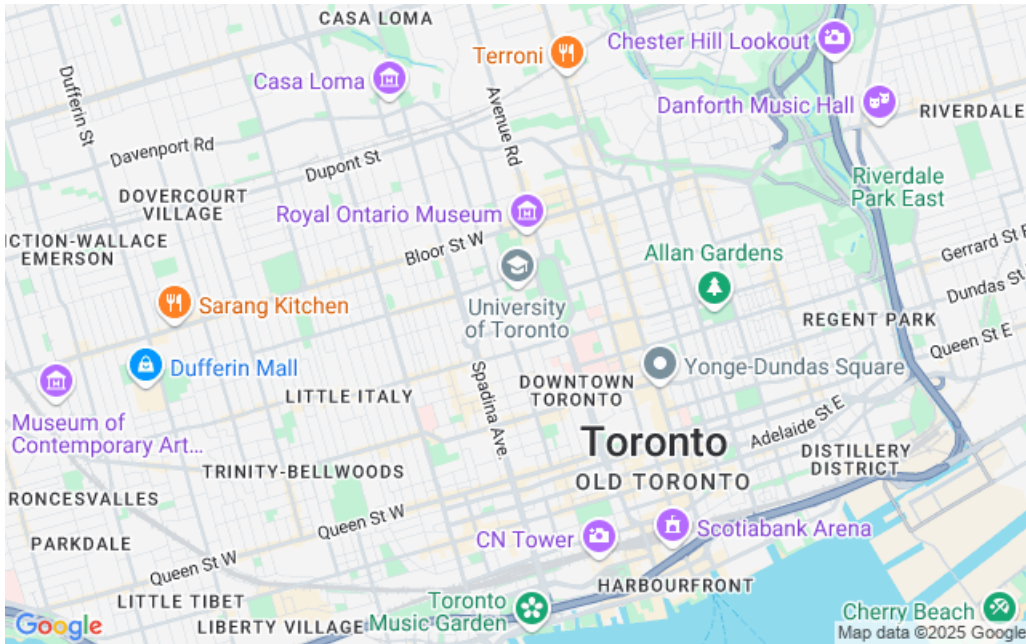 CASA LOMA
Terroni
Chester Hill Lookout
Casa Loma
Dufferin St
Avenue Rd
Danforth Music Hall
RIVERDALE
Davenport Rd
Dupont St
DOVERCOURT
VILLAGE
Riverdale
Park East
Royal Ontario Museum
CTION-WALLACE
EMERSON
Bloor St W
Allan Gardens
Gerrard St E
University
of Toronto
Sarang Kitchen
Dundas St
REGENT PARK
Queen St E
Dufferin Mall
Yonge-Dundas Square
Spadina Ave.
DOWNTOWN
TORONTO
LITTLE ITALY
Museum of
Contemporary Art...
Adelaide St E
Toronto
OLD TORONTO
DISTILLERY
DISTRICT
TRINITY-BELLWOODS
RONCESVALLES
Queen St W
CN Tower
Scotiabank Arena
PARKDALE
Queen St W
HARBOURFRONT
LITTLE TIBET
Toronto
Music Garden
LIBERTY VILLAGE
Cherry Beach
Google
Map data ©2025 Google